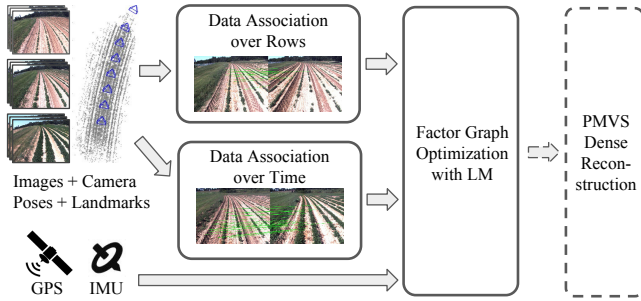 Data Association
over Rows
Images + Camera
Poses + Landmarks
Data Association
over Time
GPS
IMU
Factor Graph
Optimization
with LM
PMVS
Dense
Recon-
struction